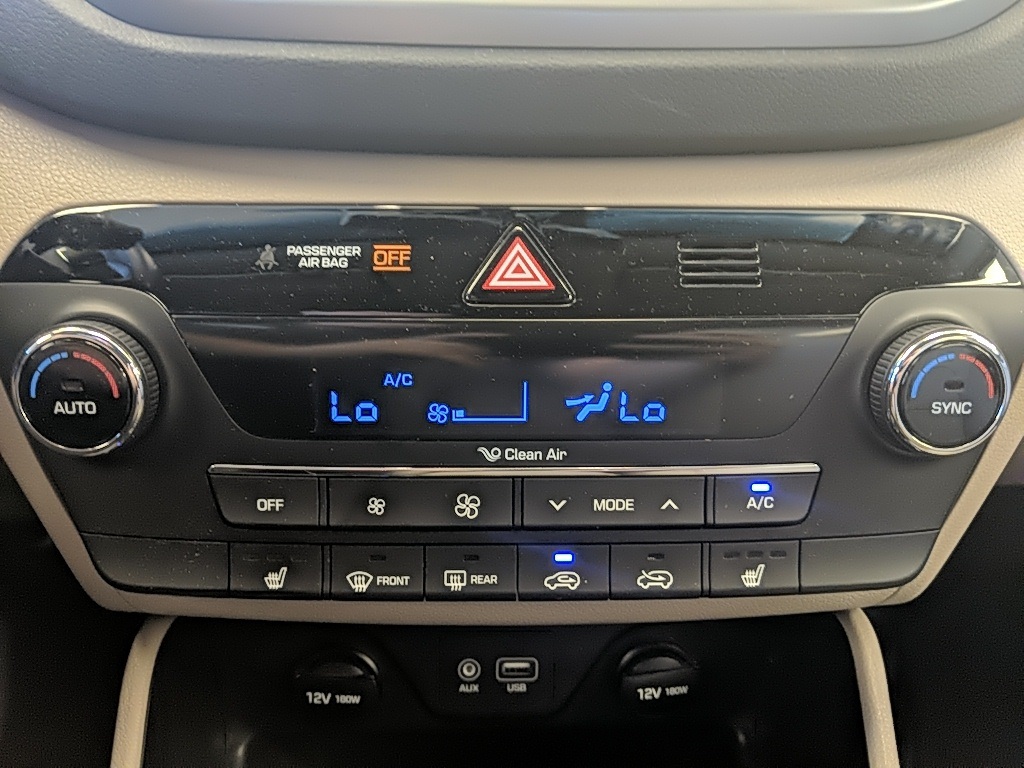 PASSENGER
AIR BAG
OFF
AUTO
A/C
Lo
Lo
SYNC
Clean Air
OFF
MODE
A/C
FRONT
REAR
12V 180W
AUX
USB
12V 180W